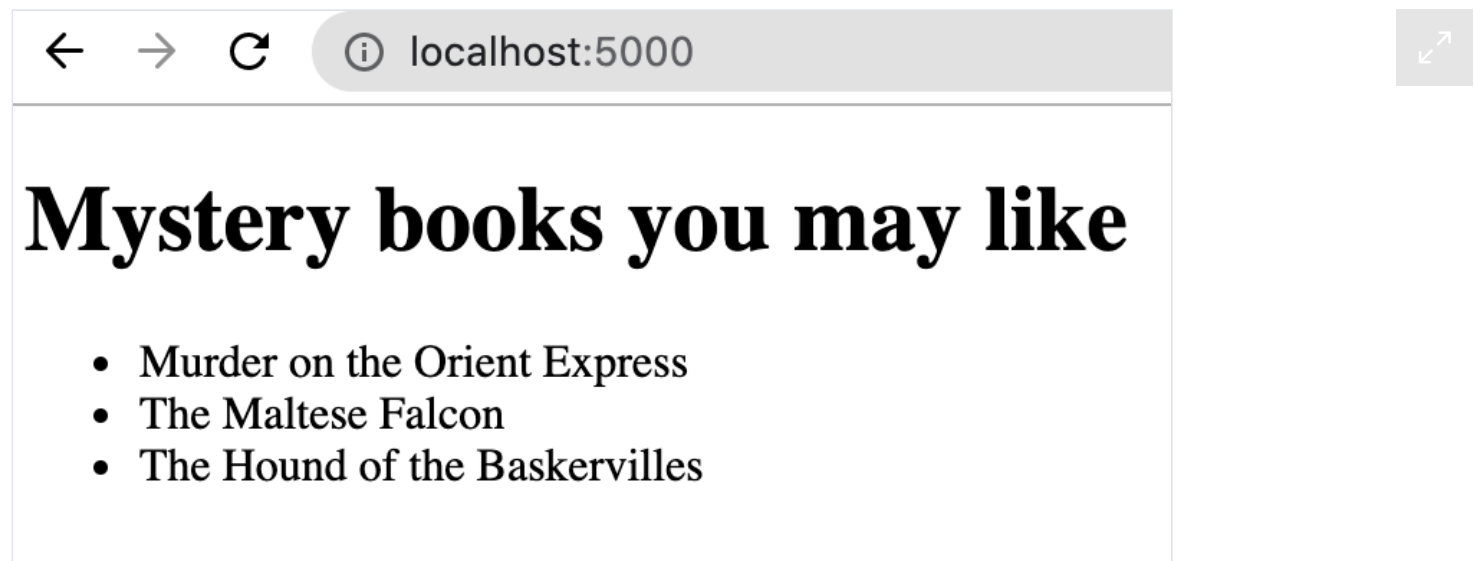 localhost:5000
Mystery books you may like
• Murder on the Orient Express
• The Maltese Falcon
• The Hound of the Baskervilles